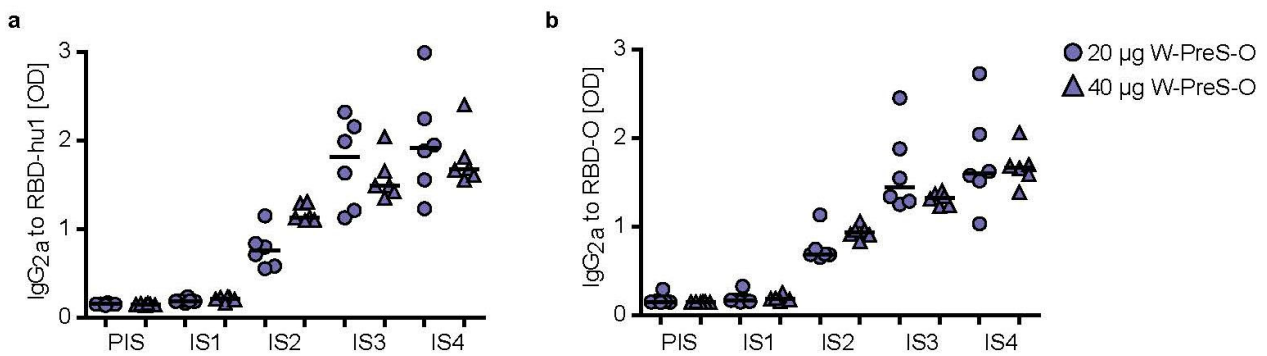 a
IgG2a to RBD-hu1 [OD]
3
2
1
0
PIS IS1 IS2 IS3 IS4
b
IgG2a to RBD-O [OD]
3
2
1
0
PIS IS1 IS2 IS3 IS4
20 µg W-PreS-O
40 µg W-PreS-O